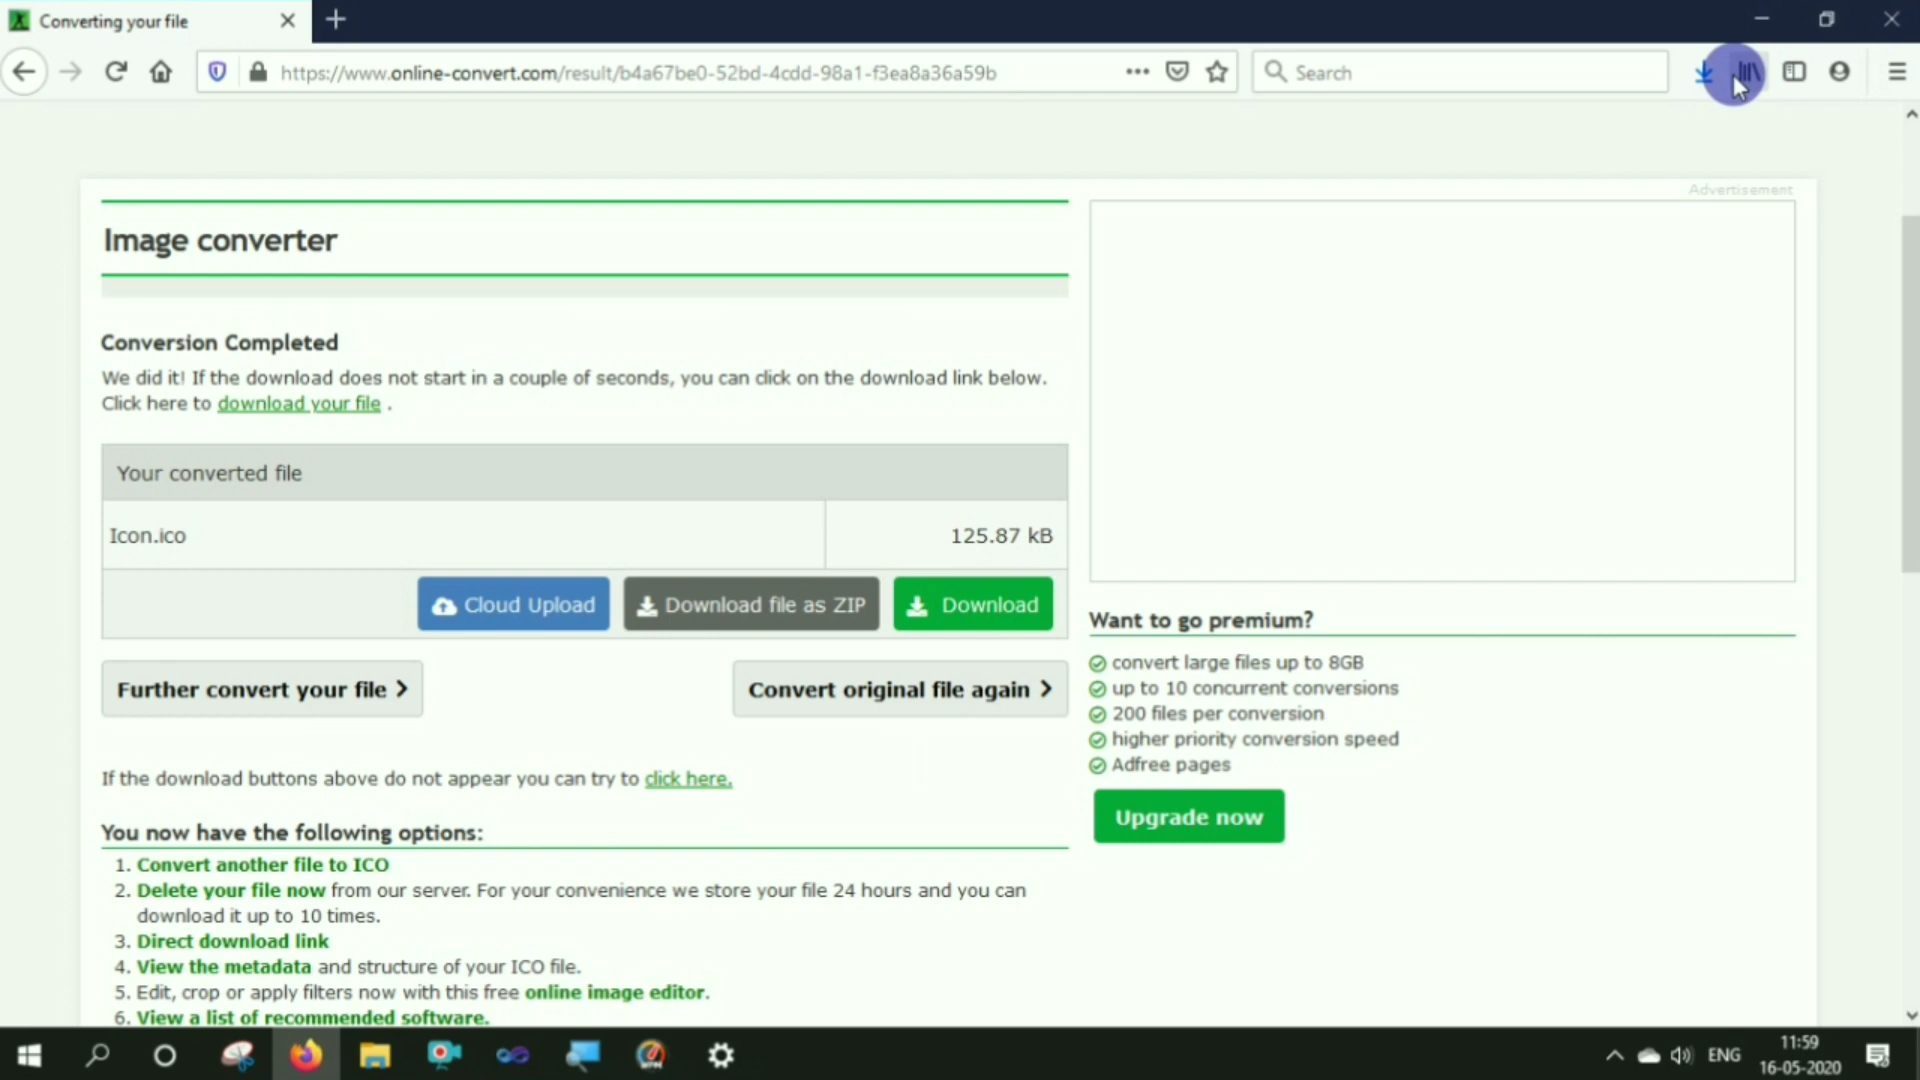 Converting your file
https://www.online-convert.com/result/b4a67be0-52bd-4cdd-98a1-f3ea8a36a59b
Search
Advertisement
Image converter
Conversion Completed
We did it! If the download does not start in a couple of seconds, you can click on the download link below.
Click here to download your file .
Your converted file
Icon.ico 125.87 kB
Cloud Upload Download file as ZIP Download
Further convert your file Convert original file again
If the download buttons above do not appear you can try to click here.
You now have the following options:
1. Convert another file to ICO
2. Delete your file now from our server. For your convenience we store your file 24 hours and you can
download it up to 10 times.
3. Direct download link
4. View the metadata and structure of your ICO file.
5. Edit, crop or apply filters now with this free online image editor.
6. View a list of recommended software.
Want to go premium?
convert large files up to 8GB
up to 10 concurrent conversions
200 files per conversion
higher priority conversion speed
Adfree pages
Upgrade now
ENG
11:59
16-05-2020